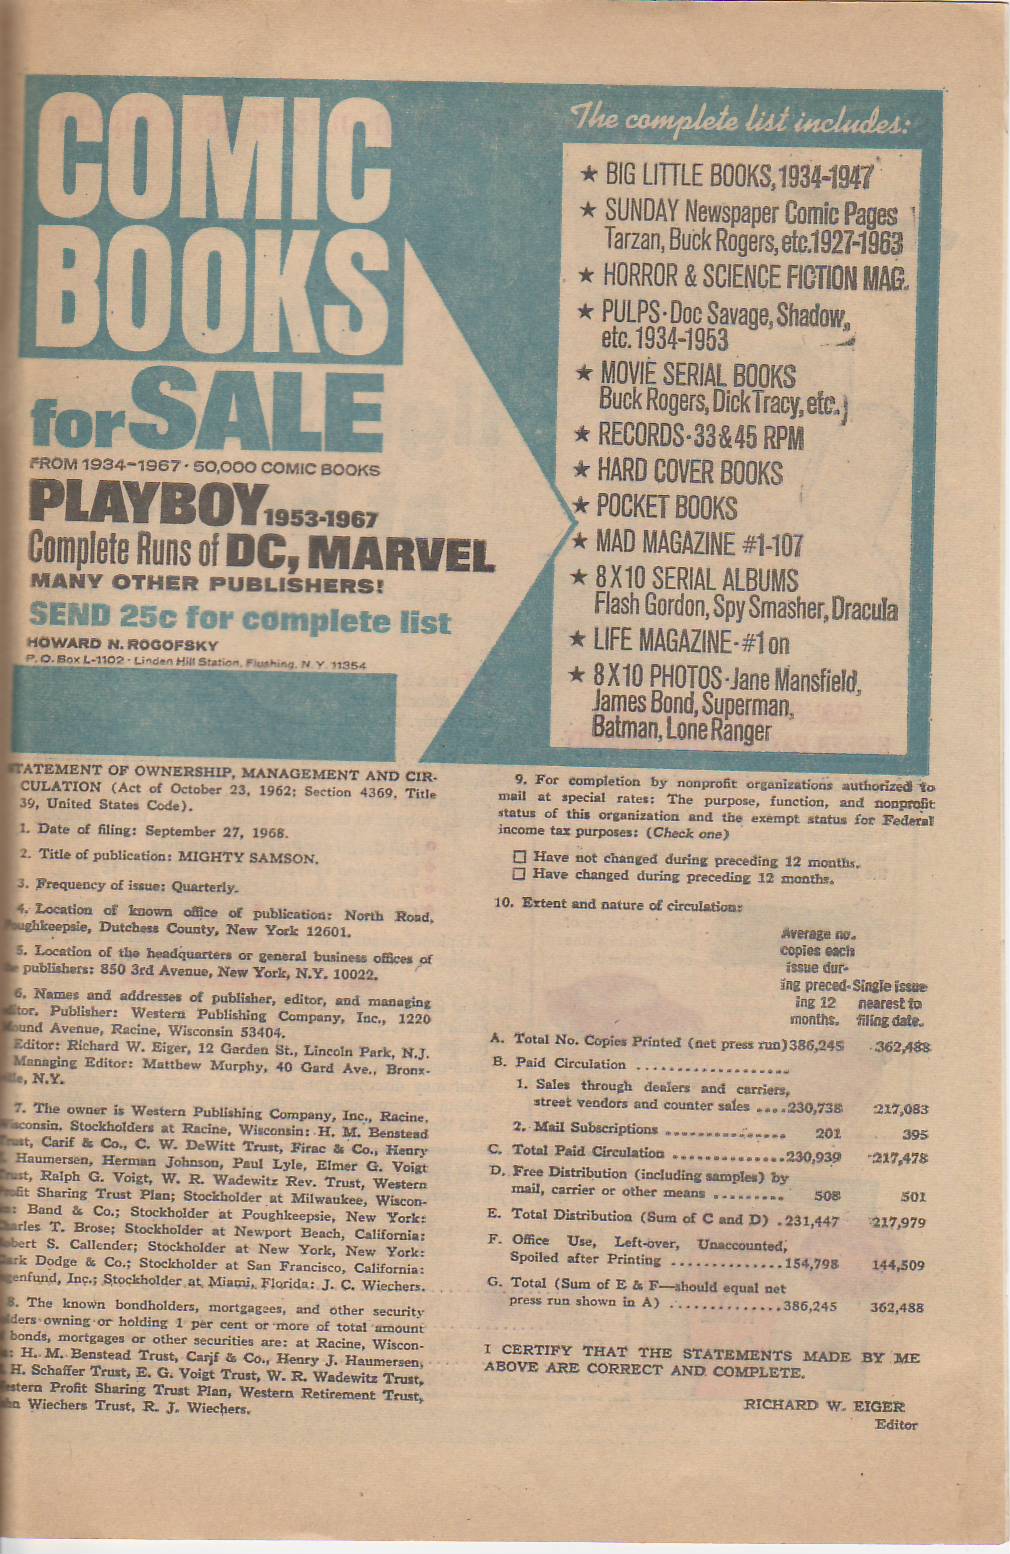 COMIC
BOOKS
for SALE
FROM 1934-1967 · 50,000 COMIC BOOKS
PLAYBOY 1953-1967
Complete Runs of DC, MARVEL
MANY OTHER PUBLISHERS!
SEND 25c for complete list
HOWARD N. ROGOFSKY
P. O. Box L-1102 · Linden Hill Station, Flushing, N. Y. 11354
The complete list includes:
★ BIG LITTLE BOOKS, 1934-1947
★ SUNDAY Newspaper Comic Pages
Tarzan, Buck Rogers, etc. 1927-1963
★ HORROR & SCIENCE FICTION MAG.
★ PULPS · Doc Savage, Shadow,
etc. 1934-1953
★ MOVIE SERIAL BOOKS
Buck Rogers, Dick Tracy, etc.
★ RECORDS · 33 & 45 RPM
★ HARD COVER BOOKS
★ POCKET BOOKS
★ MAD MAGAZINE #1-107
★ 8X10 SERIAL ALBUMS
Flash Gordon, Spy Smasher, Dracula
★ LIFE MAGAZINE - #1 on
★ 8X10 PHOTOS · Jane Mansfield,
James Bond, Superman,
Batman, Lone Ranger
STATEMENT OF OWNERSHIP, MANAGEMENT AND CIR-
CULATION (Act of October 23, 1962; Section 4369, Title
39, United States Code).
1. Date of filing: September 27, 1968.
2. Title of publication: MIGHTY SAMSON.
3. Frequency of issue: Quarterly.
4. Location of known office of publication: North Road,
Poughkeepsie, Dutchess County, New York 12601.
5. Location of the headquarters or general business offices of
publishers: 850 3rd Avenue, New York, N.Y. 10022.
6. Names and addresses of publisher, editor, and managing
editor. Publisher: Western Publishing Company, Inc., 1220
Mound Avenue, Racine, Wisconsin 53404.
Editor: Richard W. Eiger, 12 Garden St., Lincoln Park, N.J.
Managing Editor: Matthew Murphy, 40 Gard Ave., Bronx-
N.Y.
7. The owner is Western Publishing Company, Inc., Racine,
Wisconsin. Stockholders at Racine, Wisconsin: H. M. Benstead
Trust, Carif & Co., C. W. DeWitt Trust, Firac & Co., Henry
Haumersen, Herman Johnson, Paul Lyle, Elmer G. Voigt
Trust, Ralph G. Voigt, W. R. Wadewitz Rev. Trust, Western
Profit Sharing Trust Plan; Stockholder at Milwaukee, Wiscon-
Band & Co.; Stockholder at Poughkeepsie, New York:
Charles T. Brose; Stockholder at Newport Beach, California:
Robert S. Callender; Stockholder at New York, New York:
Dodge & Co.; Stockholder at San Francisco, California:
Inc.; Stockholder at Miami, Florida: J. C. Wiechers.
8. The known bondholders, mortgagees, and other security
holders owning or holding 1 per cent or more of total amount
bonds, mortgages or other securities are: at Racine, Wiscon-
H. M. Benstead Trust, Carif & Co., Henry J. Haumersen,
H. Schaffer Trust, E. G. Voigt Trust, W. R. Wadewitz Trust,
Western Profit Sharing Trust Plan, Western Retirement Trust,
Wiechers Trust, R. J. Wiechers.
9. For completion by nonprofit organizations authorized to
mail at special rates: The purpose, function, and nonprofit
status of this organization and the exempt status for Federal
income tax purposes: (Check one)
☐ Have not changed during preceding 12 months.
☐ Have changed during preceding 12 months.
10. Extent and nature of circulation:
Average no.
copies each
issue dur-
ing preced- Single issue
ing 12 nearest to
months. filing date.
A. Total No. Copies Printed (net press run) 386,245 362,488
B. Paid Circulation ..................
1. Sales through dealers and carriers,
street vendors and counter sales ....230,738 217,083
2. Mail Subscriptions ................ 201 395
C. Total Paid Circulation ...............230,939 217,478
D. Free Distribution (including samples) by
mail, carrier or other means ......... 508 501
E. Total Distribution (Sum of C and D) .231,447 217,979
F. Office Use, Left-over, Unaccounted,
Spoiled after Printing ..............154,798 144,509
G. Total (Sum of E & F—should equal net
press run shown in A) ..............386,245 362,488
I CERTIFY THAT THE STATEMENTS MADE BY ME
ABOVE ARE CORRECT AND COMPLETE.
RICHARD W. EIGER
Editor